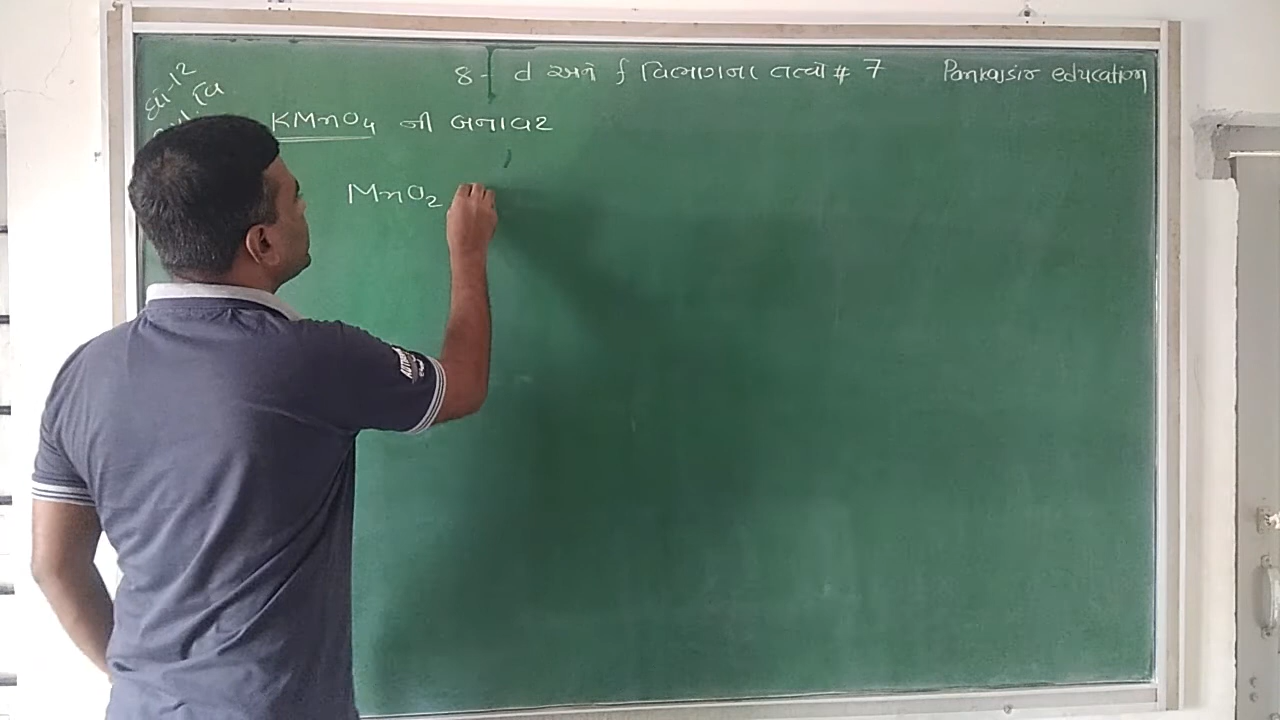 ધો-12
8- d અને f વિભાગના તત્વો # 7
Pankajsir education
KMnO₄ ની બનાવટ
MnO₂